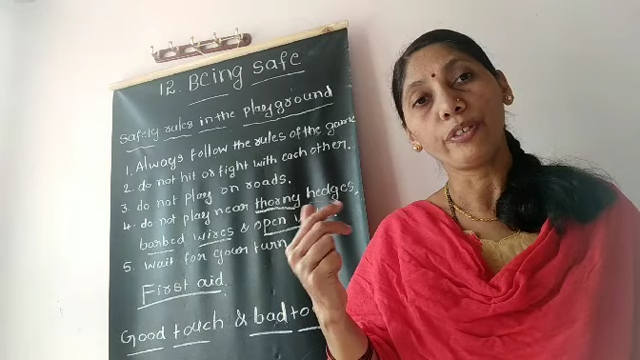 12. Being safe
Safely rules in the playground
1. Always follow the rules of the game
2. do not hit or fight with each other.
3. do not play on roads.
4. do not play near thorny hedges,
barbed wires & open
5. wait for your turn
First aid.
Good touch & bad